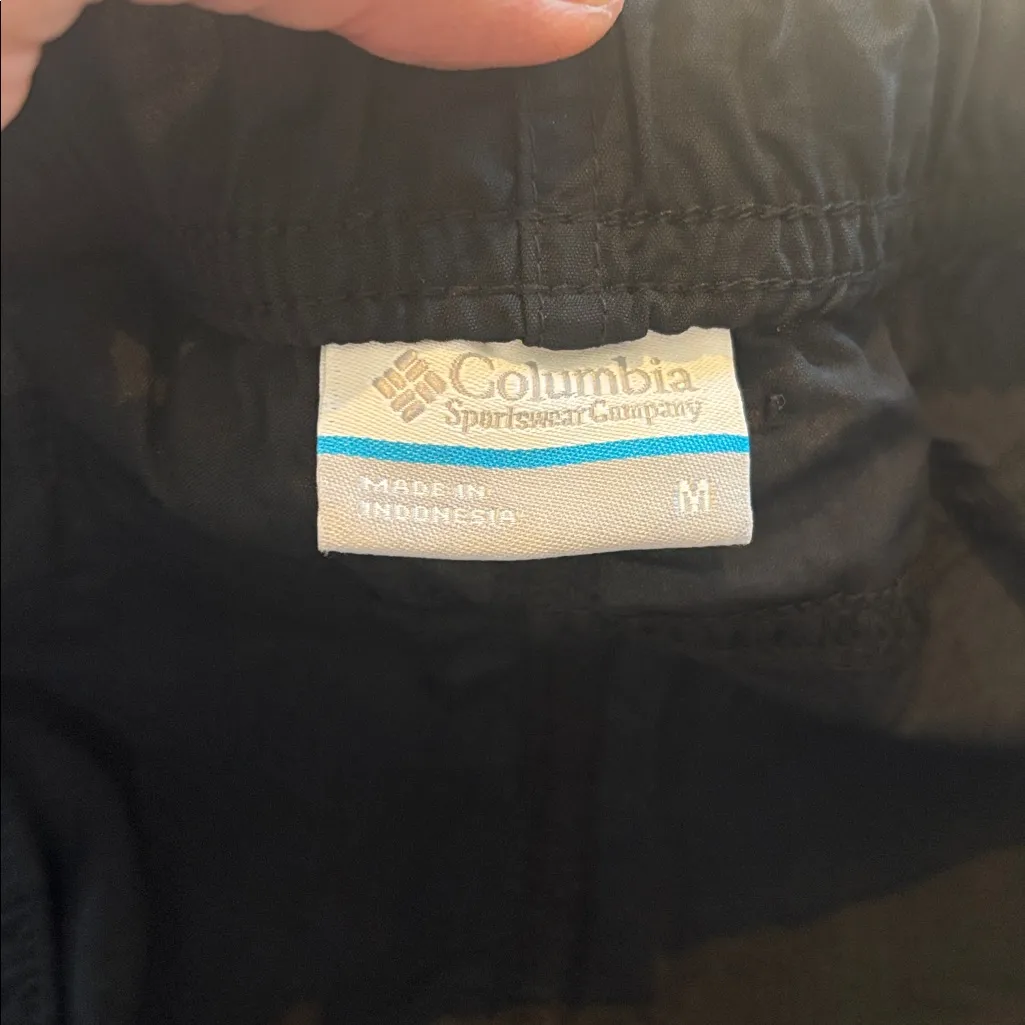 Columbia
Sportswear Company
MADE IN
INDONESIA
M